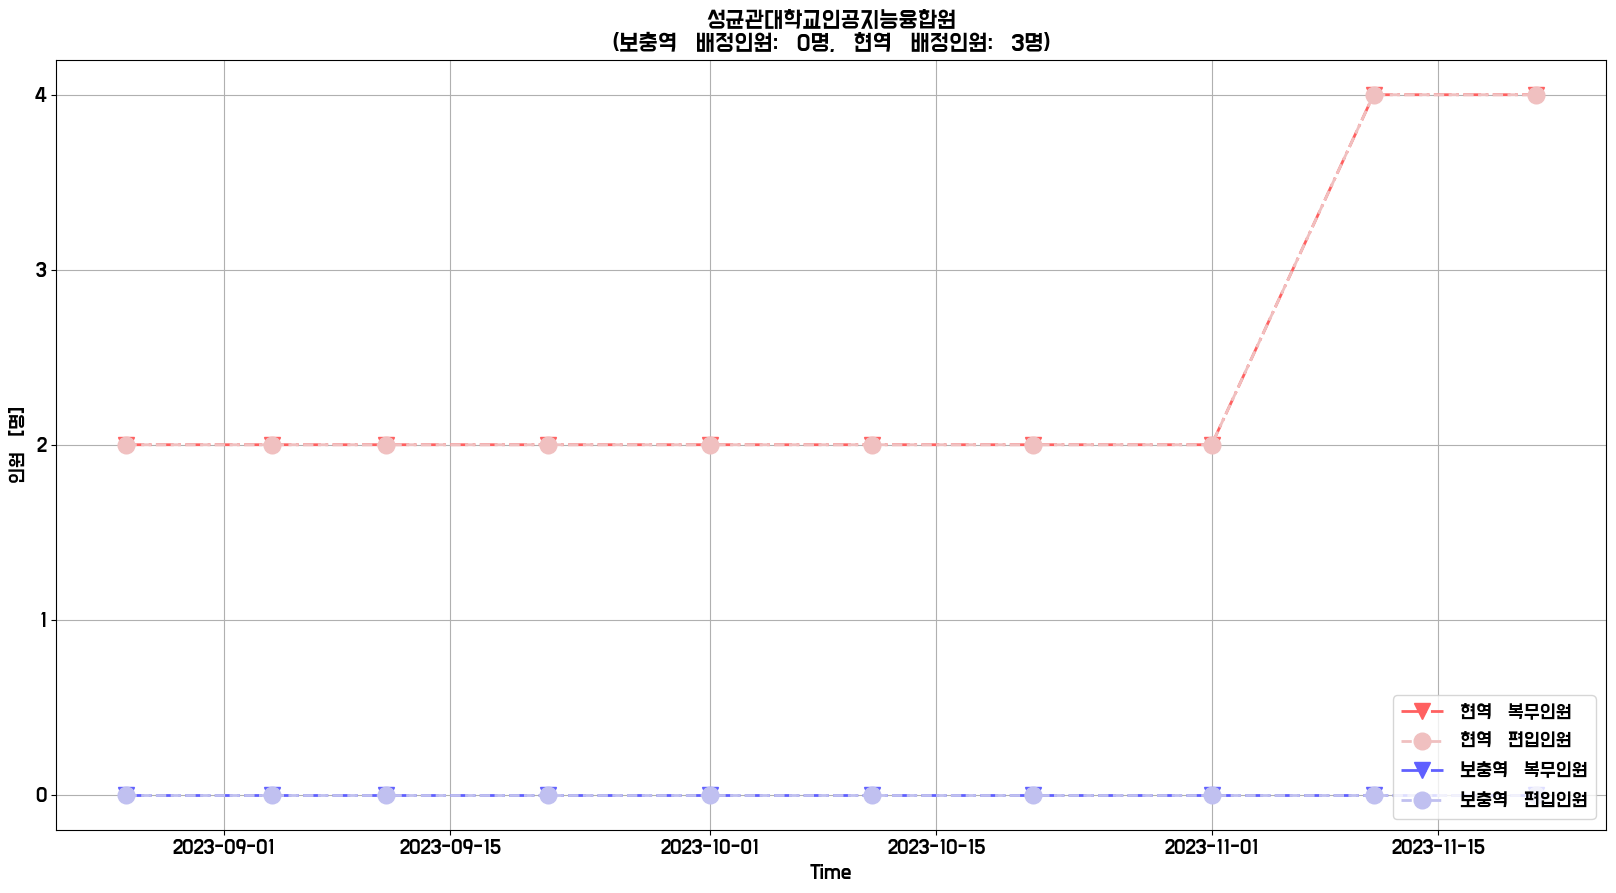 성균관대학교인공지능융합원
(보충역 배정인원: 0명, 현역 배정인원: 3명)
인원 [명]
4
3
2
1
0
현역 복무인원
현역 편입인원
보충역 복무인원
보충역 편입인원
2023-09-01
2023-09-15
2023-10-01
2023-10-15
2023-11-01
2023-11-15
Time